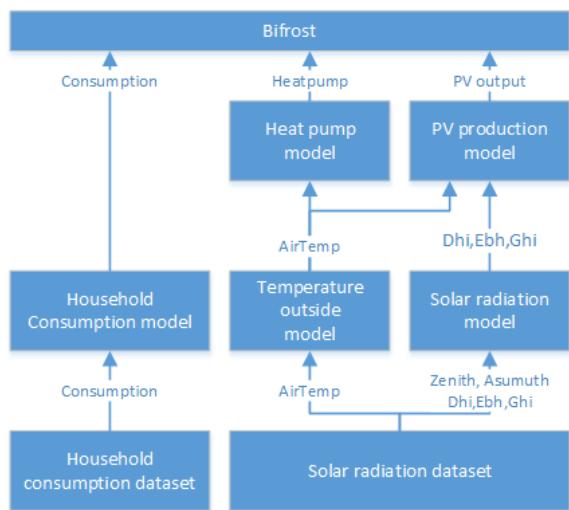 Bifrost
Consumption
Heatpump
PV output
Heat pump
model
PV production
model
AirTemp
Dhi,Ebh,Ghi
Household
Consumption model
Temperature
outside
model
Solar radiation
model
Consumption
AirTemp
Zenith, Asumuth
Dhi,Ebh,Ghi
Household
consumption dataset
Solar radiation dataset